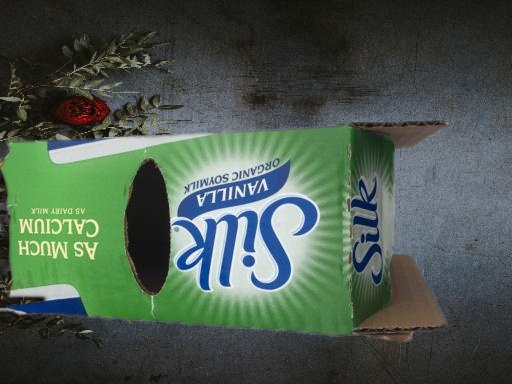 Silk
VANILLA
ORGANIC SOYMILK
AS MUCH
CALCIUM
AS DAIRY MILK
Silk